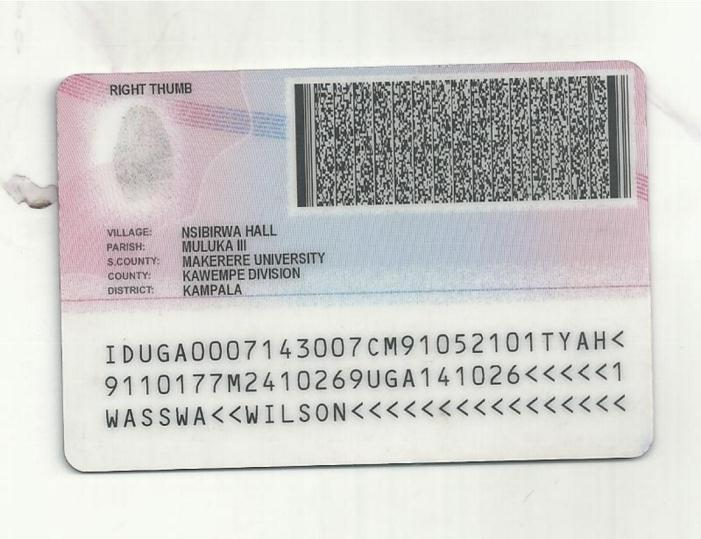 RIGHT THUMB
VILLAGE: NSIBIRWA HALL
PARISH: MULUKA III
S.COUNTY: MAKERERE UNIVERSITY
COUNTY: KAWEMPE DIVISION
DISTRICT: KAMPALA
IDUGA0007143007CM91052101TYAH<
9110177M2410269UGA141026<<<<<1
WASSWA<<WILSON<<<<<<<<<<<<<<<<